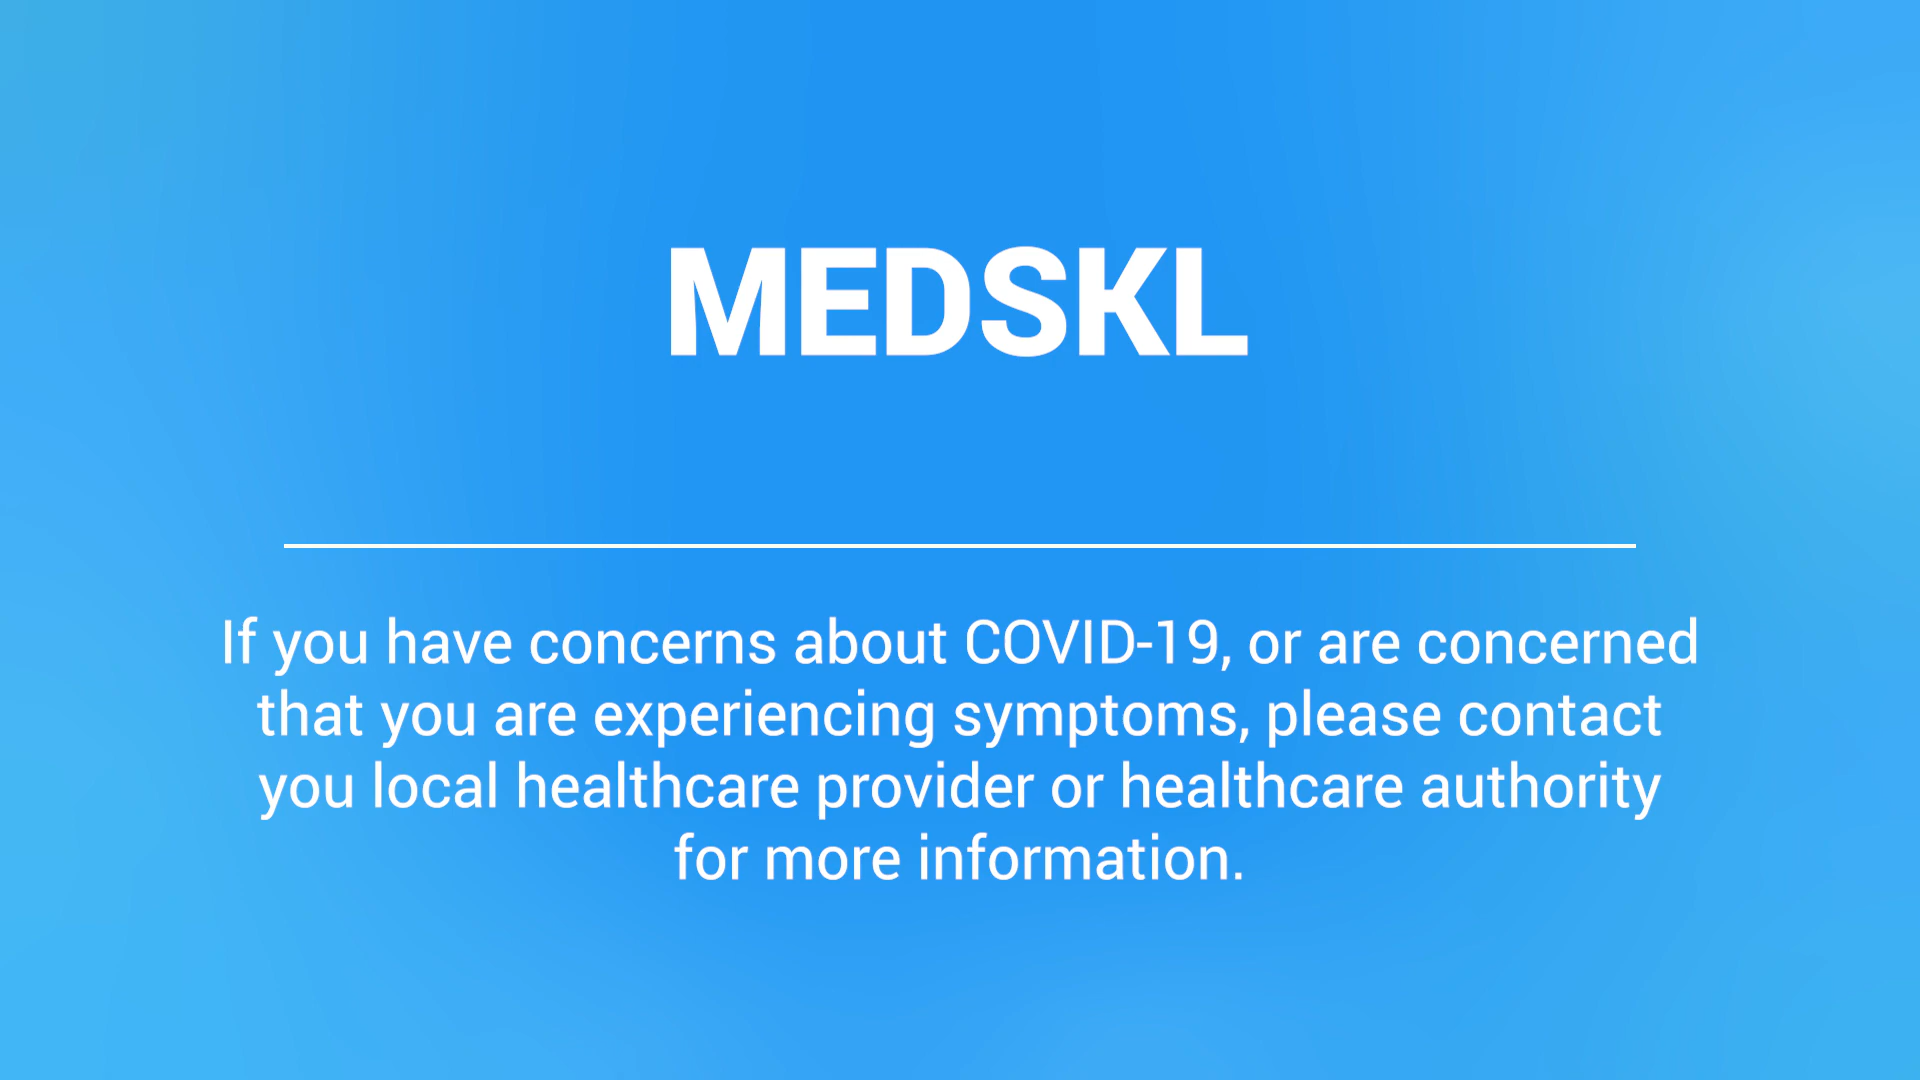 MEDSKL
If you have concerns about COVID-19, or are concerned
that you are experiencing symptoms, please contact
you local healthcare provider or healthcare authority
for more information.